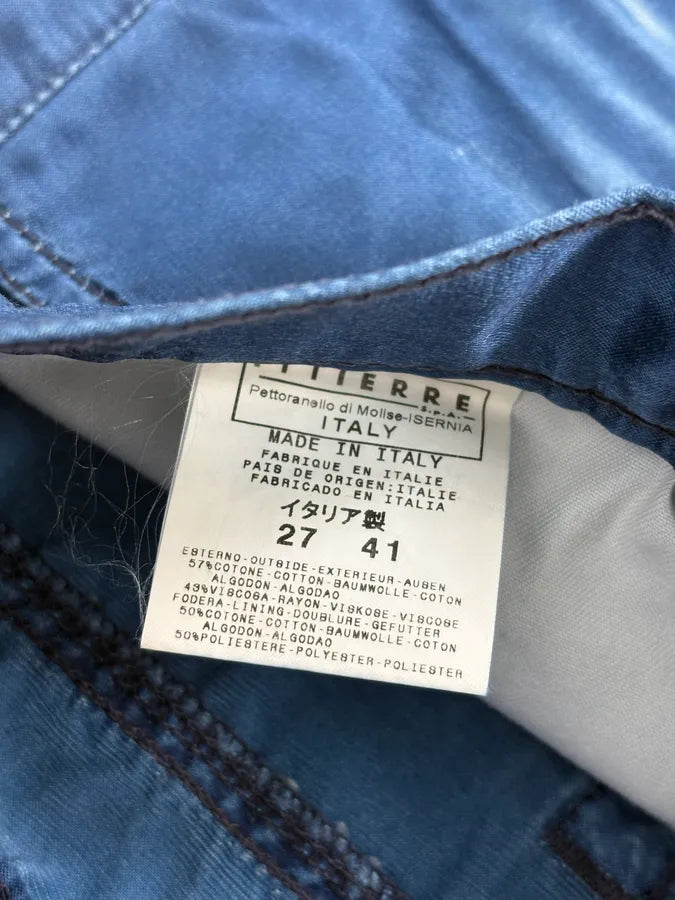 ITTIERRE
S.P.A.
Pettoranello di Molise-ISERNIA
ITALY
MADE IN ITALY
FABRIQUE EN ITALIE
PAIS DE ORIGEN:ITALIE
FABRICADO EN ITALIA
イタリア製
27 41
ESTERNO-OUTSIDE-EXTERIEUR-AUSEN
57%COTONE-COTTON-BAUMWOLLE-COTON
ALGODON-ALGODAO
43%VISCOSA-RAYON-VISKOSE-VISCOSE
FODERA-LINING-DOUBLURE-GEFUTTER
50%COTONE-COTTON-BAUMWOLLE-COTON
ALGODON-ALGODAO
50%POLIESTERE-POLYESTER-POLIESTER